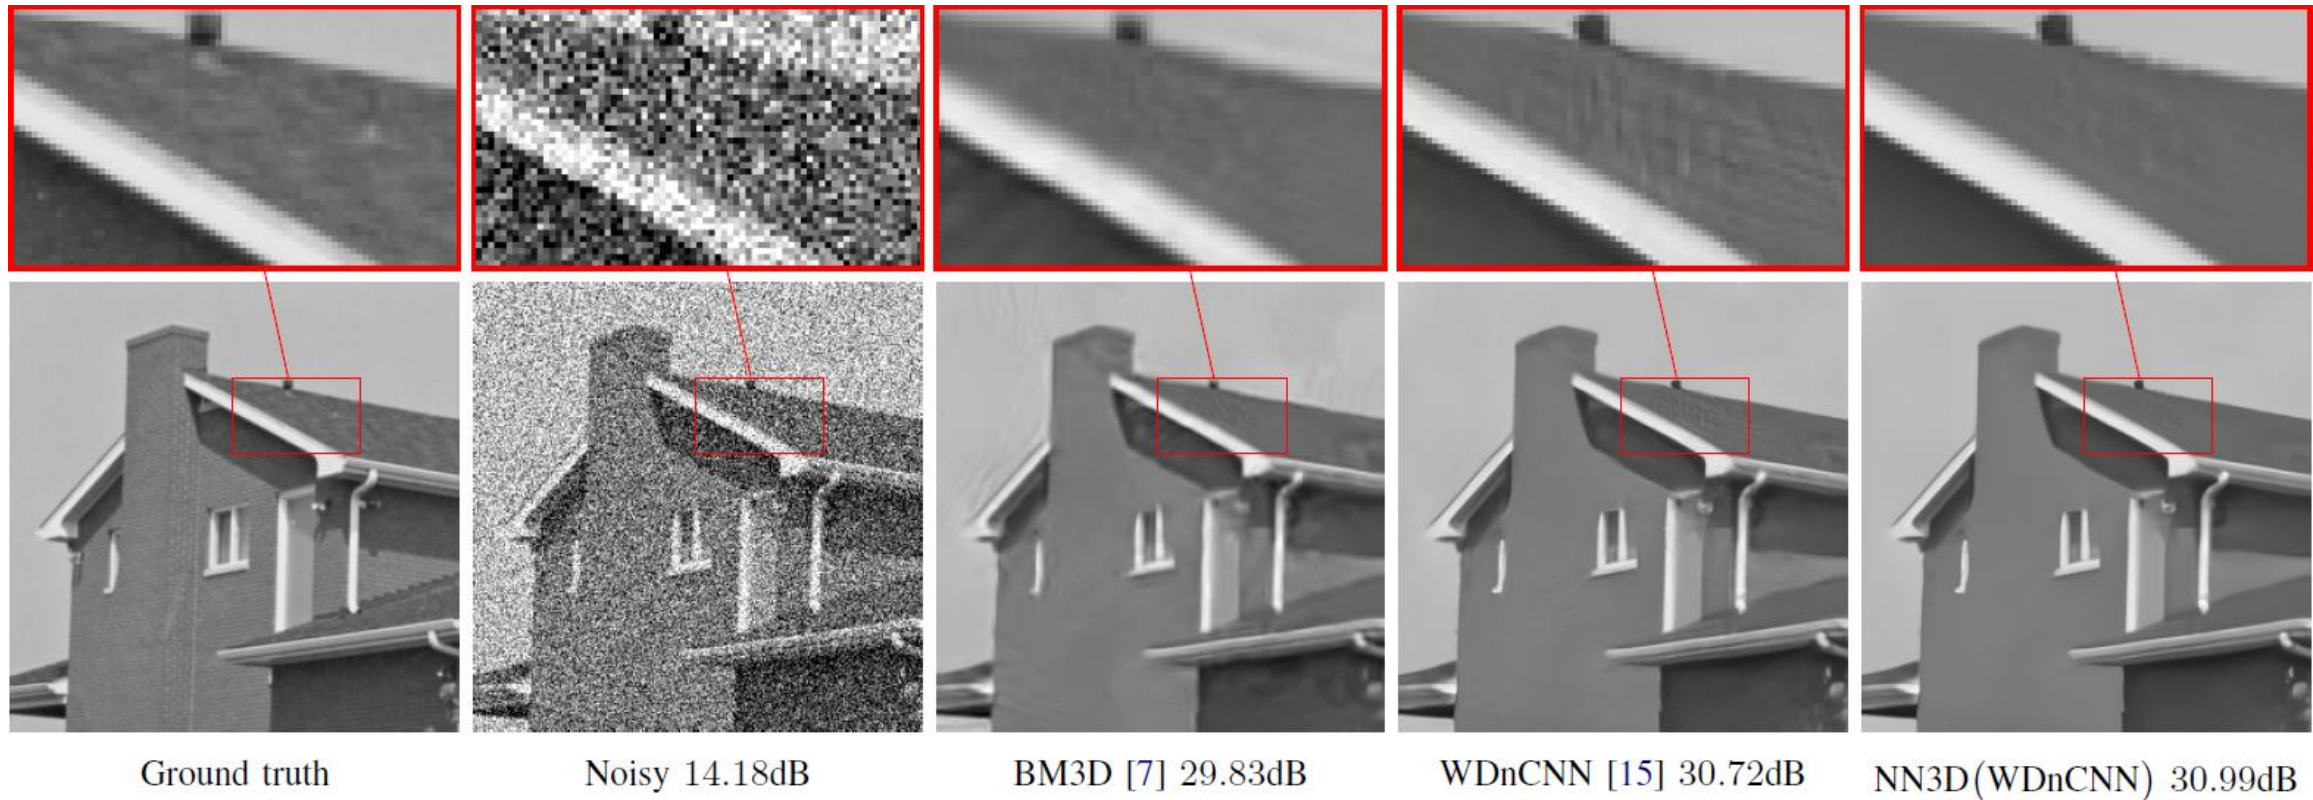 Ground truth
Noisy 14.18dB
BM3D [7] 29.83dB
WDnCNN [15] 30.72dB
NN3D(WDnCNN) 30.99dB